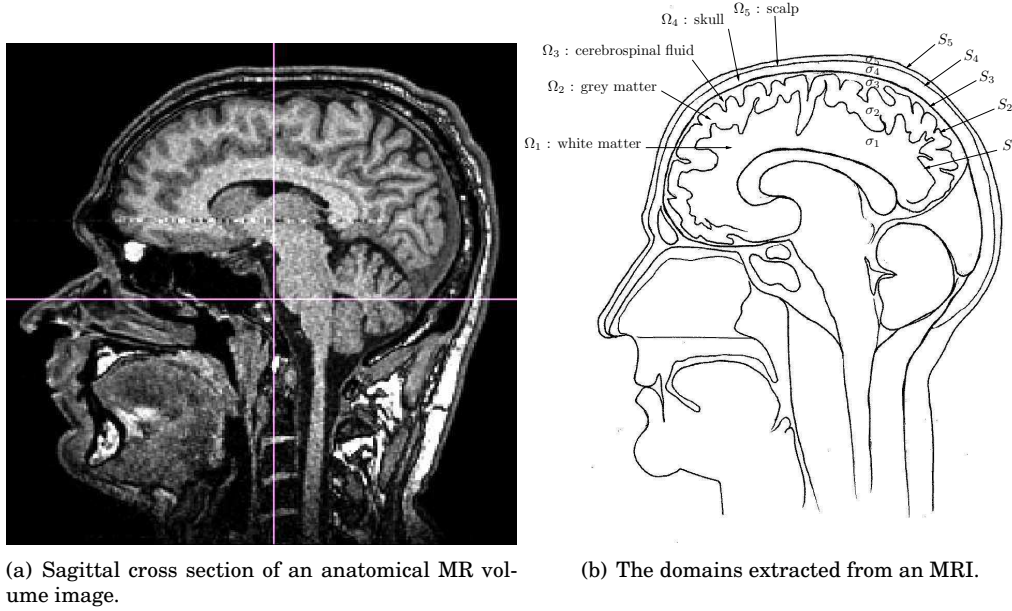 Ω₅ : scalp
Ω₄ : skull
S₅
Ω₃ : cerebrospinal fluid
S₄
σ₅
σ₄
S₃
σ₃
Ω₂ : grey matter
S₂
σ₂
Ω₁ : white matter
σ₁
S
(a) Sagittal cross section of an anatomical MR vol-
ume image.
(b) The domains extracted from an MRI.